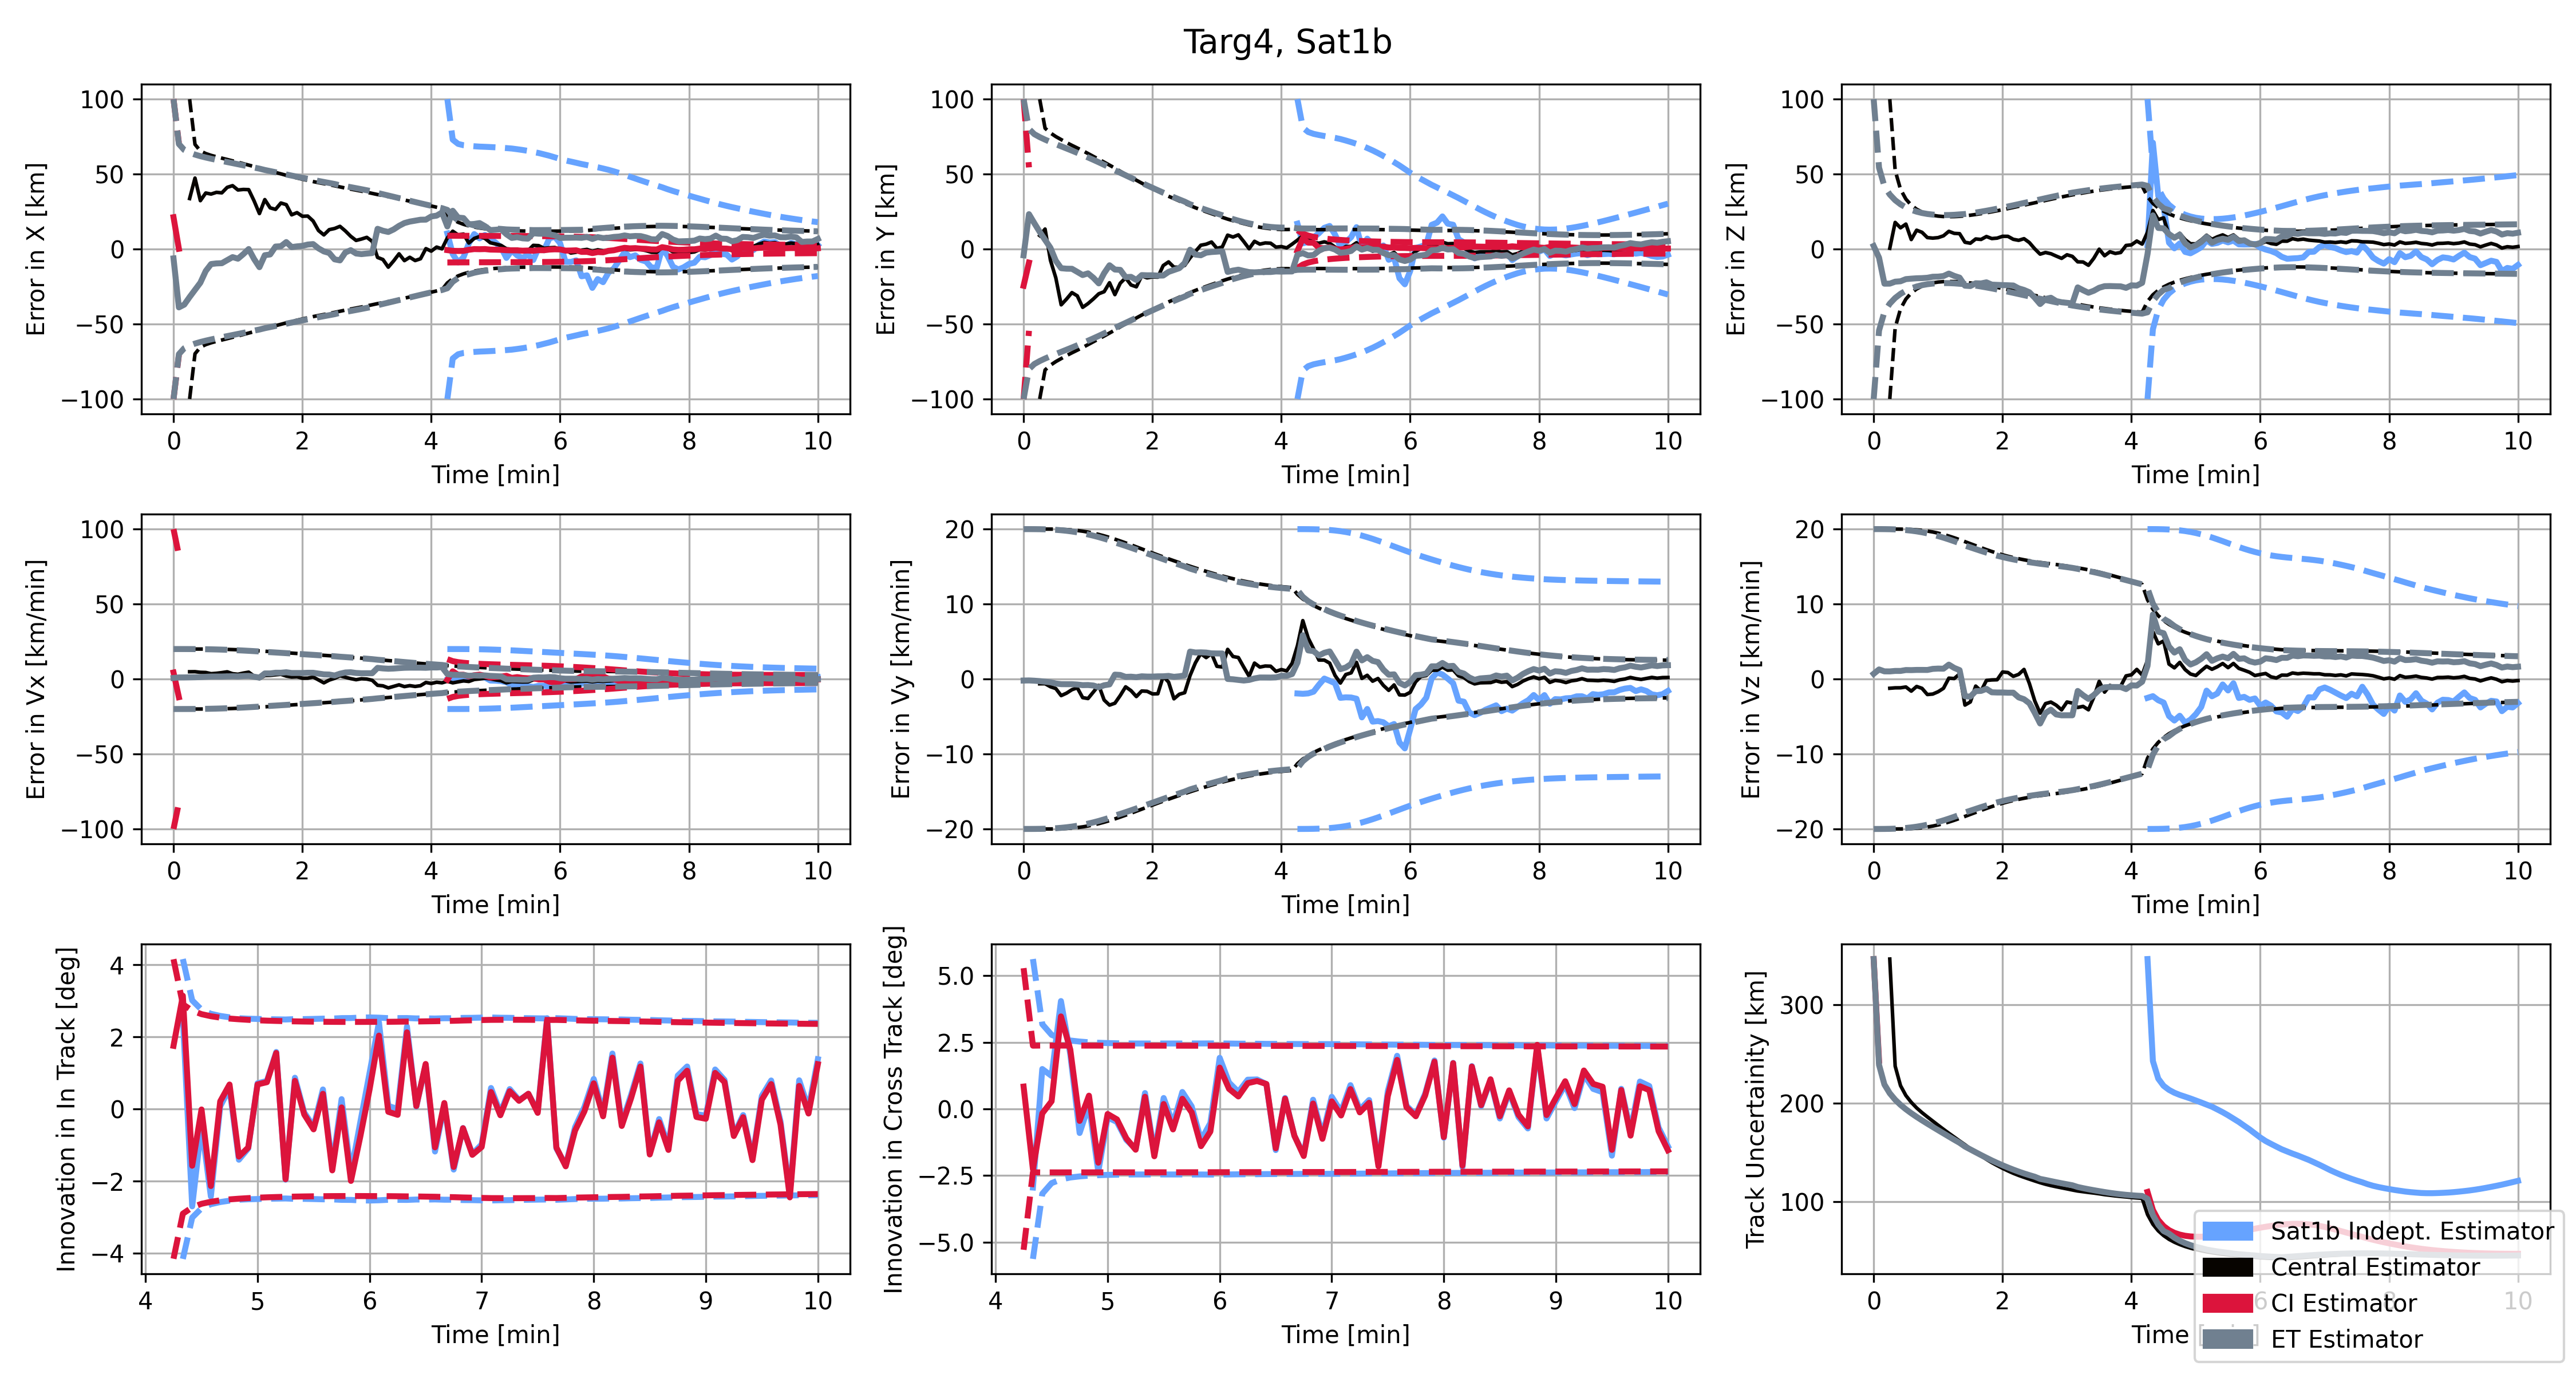 Targ4, Sat1b
Error in X [km]
100
50
0
−50
−100
0 2 4 6 8 10
Time [min]
Error in Y [km]
100
50
0
−50
−100
0 2 4 6 8 10
Time [min]
Error in Z [km]
100
50
0
−50
−100
0 2 4 6 8 10
Time [min]
Error in Vx [km/min]
100
50
0
−50
−100
0 2 4 6 8 10
Time [min]
Error in Vy [km/min]
20
10
0
−10
−20
0 2 4 6 8 10
Time [min]
Error in Vz [km/min]
20
10
0
−10
−20
0 2 4 6 8 10
Time [min]
Innovation in In Track [deg]
4
2
0
−2
−4
4 5 6 7 8 9 10
Time [min]
Innovation in Cross Track [deg]
5.0
2.5
0.0
−2.5
−5.0
4 5 6 7 8 9 10
Time [min]
Track Uncertainity [km]
300
200
100
0 2 4 6 8 10
Time
Sat1b Indept. Estimator
Central Estimator
CI Estimator
ET Estimator